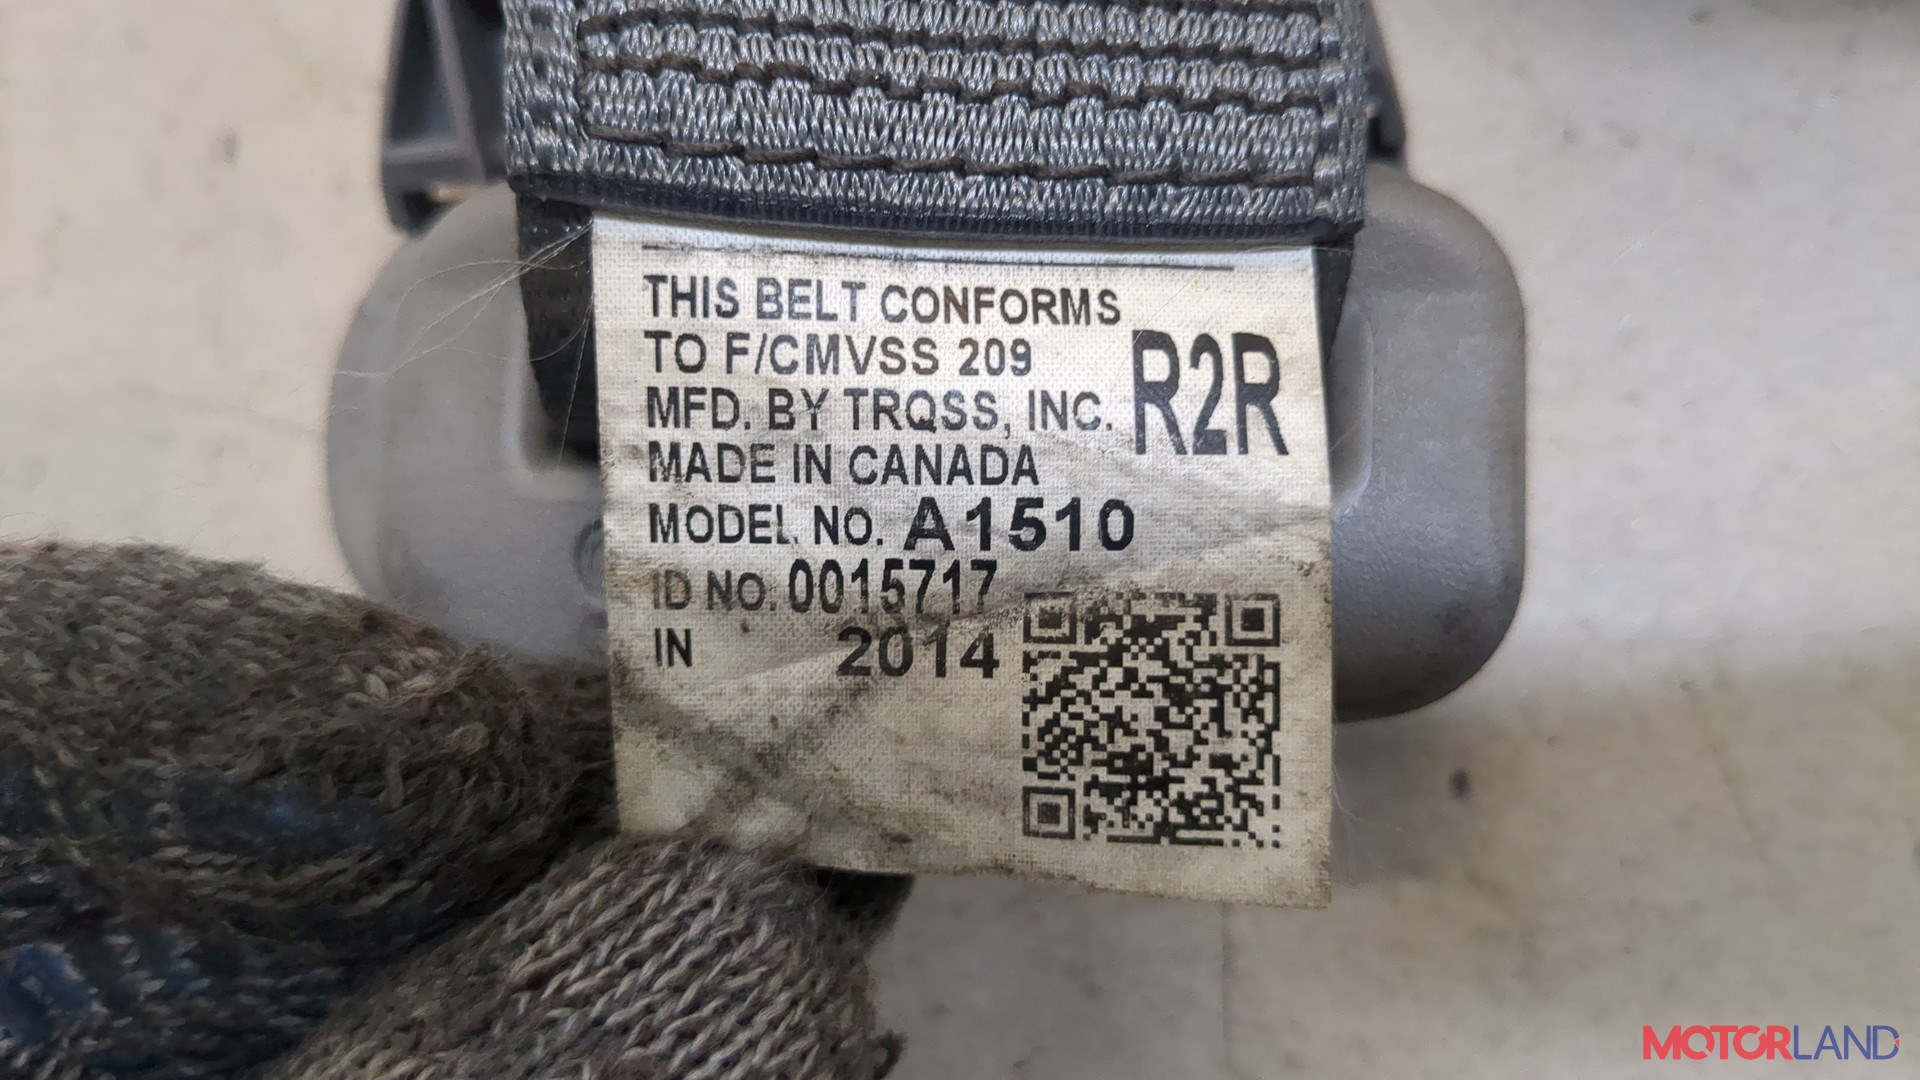 THIS BELT CONFORMS
TO F/CMVSS 209
MFD. BY TRQSS, INC.
R2R
MADE IN CANADA
MODEL NO. A1510
ID NO. 0015717
IN 2014
MOTORLAND